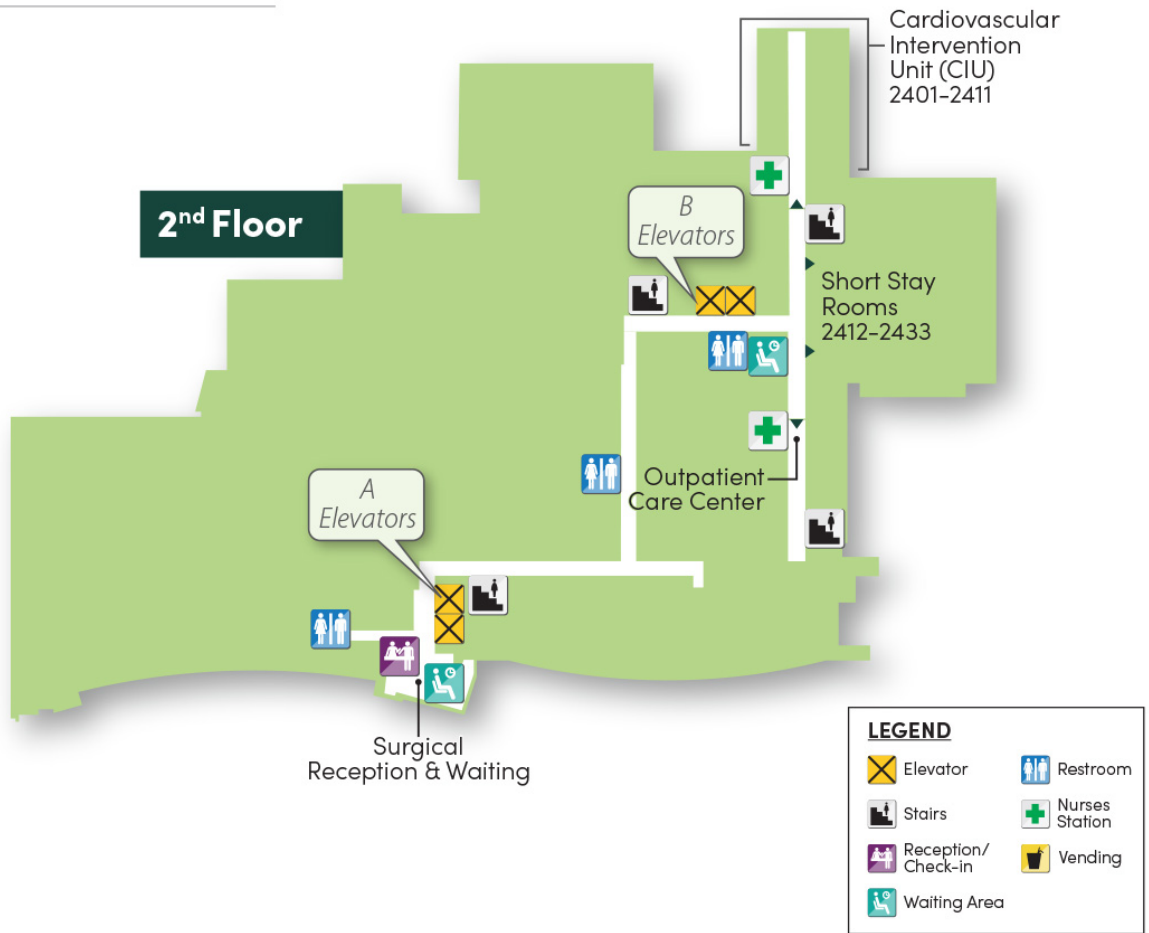 Cardiovascular
Intervention
Unit (CIU)
2401-2411
2nd Floor
B
Elevators
Short Stay
Rooms
2412-2433
A
Elevators
Outpatient
Care Center
Surgical
Reception & Waiting
LEGEND
Elevator
Restroom
Stairs
Nurses
Station
Reception/
Check-in
Vending
Waiting Area